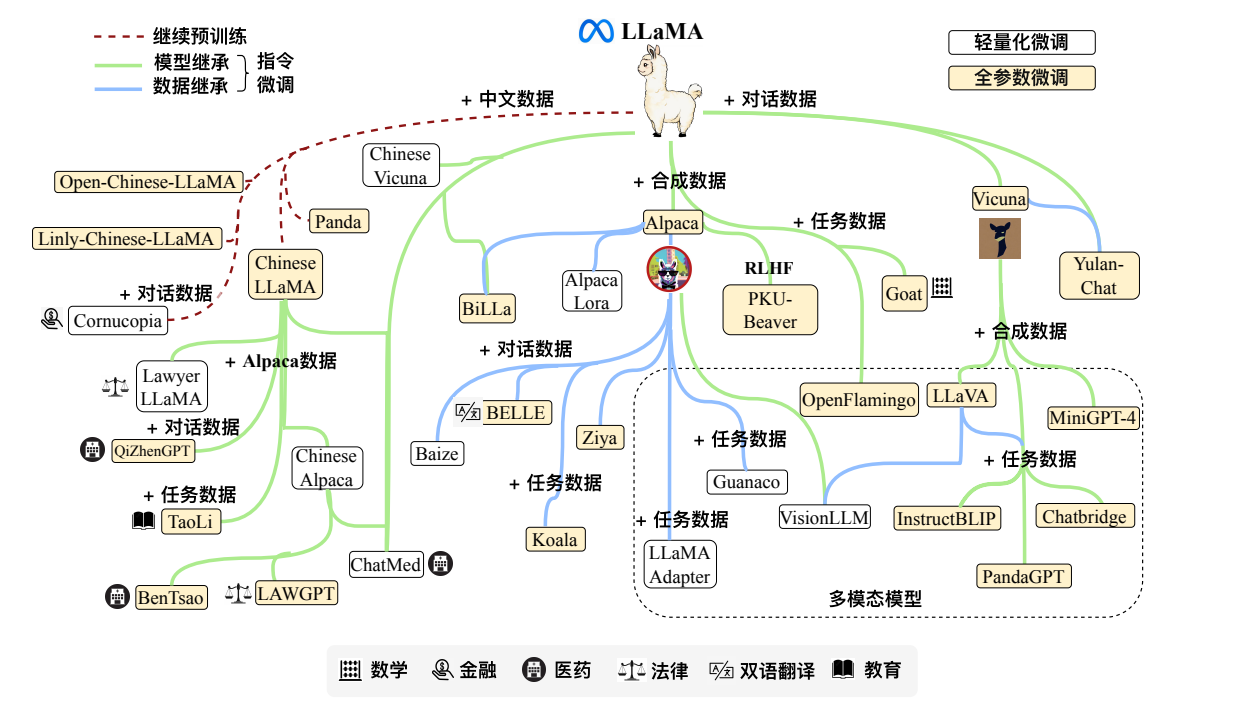 LLaMA
继续预训练
模型继承
数据继承
指令
微调
轻量化微调
全参数微调
+ 中文数据
+ 对话数据
Chinese
Vicuna
Open-Chinese-LLaMA
+ 合成数据
Vicuna
Panda
Alpaca
+ 任务数据
Linly-Chinese-LLaMA
Chinese
LLaMA
Alpaca
Lora
RLHF
Yulan-
Chat
+ 对话数据
BiLLa
PKU-
Beaver
Goat
Cornucopia
+ 合成数据
+ Alpaca数据
+ 对话数据
Lawyer
LLaMA
OpenFlamingo
LLaVA
MiniGPT-4
BELLE
+ 对话数据
QiZhenGPT
Ziya
+ 任务数据
Baize
Chinese
Alpaca
+ 任务数据
+ 任务数据
Guanaco
+ 任务数据
TaoLi
+ 任务数据
VisionLLM
InstructBLIP
Chatbridge
Koala
ChatMed
LLaMA
Adapter
PandaGPT
BenTsao
LAWGPT
多模态模型
数学
金融
医药
法律
双语翻译
教育